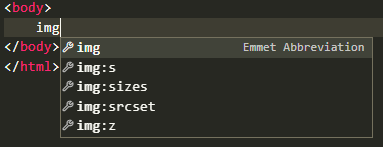 <body>
img
</body>
</html>
img Emmet Abbreviation
img:s
img:sizes
img:srcset
img:z